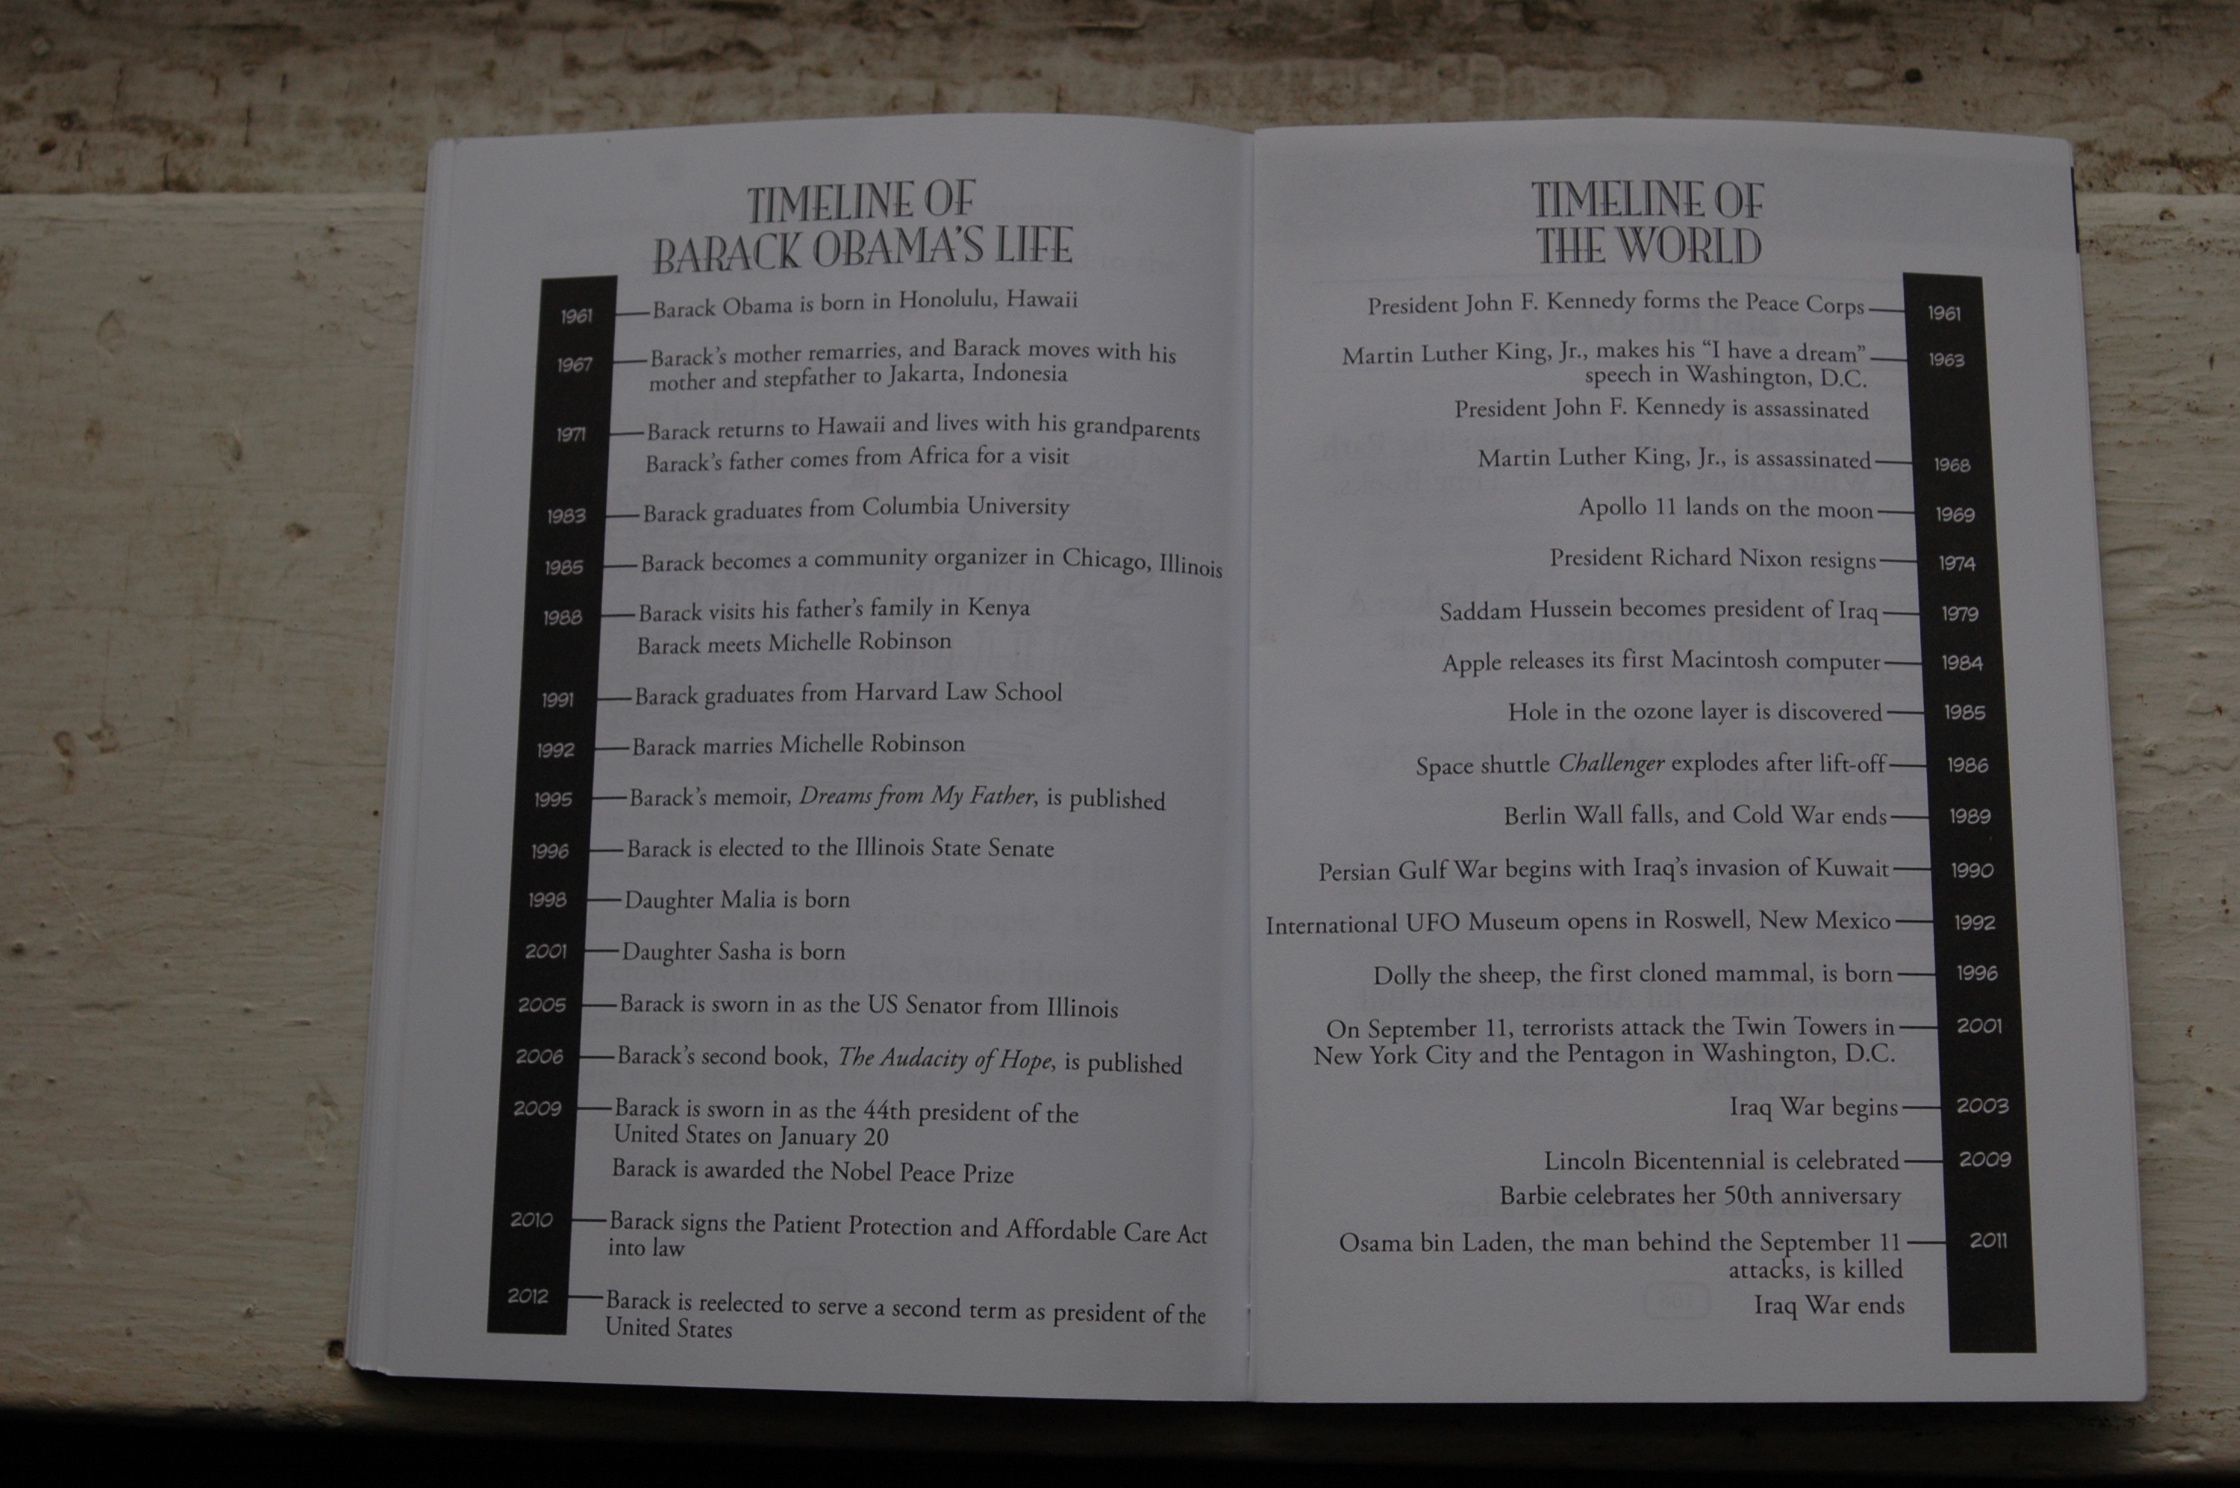 TIMELINE OF
BARACK OBAMA'S LIFE
1961 Barack Obama is born in Honolulu, Hawaii
1967 Barack's mother remarries, and Barack moves with his
mother and stepfather to Jakarta, Indonesia
1971 Barack returns to Hawaii and lives with his grandparents
Barack's father comes from Africa for a visit
1983 Barack graduates from Columbia University
1985 Barack becomes a community organizer in Chicago, Illinois
1988 Barack visits his father's family in Kenya
Barack meets Michelle Robinson
1991 Barack graduates from Harvard Law School
1992 Barack marries Michelle Robinson
1995 Barack's memoir, Dreams from My Father, is published
1996 Barack is elected to the Illinois State Senate
1998 Daughter Malia is born
2001 Daughter Sasha is born
2005 Barack is sworn in as the US Senator from Illinois
2006 Barack's second book, The Audacity of Hope, is published
2009 Barack is sworn in as the 44th president of the
United States on January 20
Barack is awarded the Nobel Peace Prize
2010 Barack signs the Patient Protection and Affordable Care Act
into law
2012 Barack is reelected to serve a second term as president of the
United States
TIMELINE OF
THE WORLD
President John F. Kennedy forms the Peace Corps 1961
Martin Luther King, Jr., makes his “I have a dream” 1963
speech in Washington, D.C.
President John F. Kennedy is assassinated
Martin Luther King, Jr., is assassinated 1968
Apollo 11 lands on the moon 1969
President Richard Nixon resigns 1974
Saddam Hussein becomes president of Iraq 1979
Apple releases its first Macintosh computer 1984
Hole in the ozone layer is discovered 1985
Space shuttle Challenger explodes after lift-off 1986
Berlin Wall falls, and Cold War ends 1989
Persian Gulf War begins with Iraq's invasion of Kuwait 1990
International UFO Museum opens in Roswell, New Mexico 1992
Dolly the sheep, the first cloned mammal, is born 1996
On September 11, terrorists attack the Twin Towers in 2001
New York City and the Pentagon in Washington, D.C.
Iraq War begins 2003
Lincoln Bicentennial is celebrated 2009
Barbie celebrates her 50th anniversary
Osama bin Laden, the man behind the September 11 2011
attacks, is killed
Iraq War ends